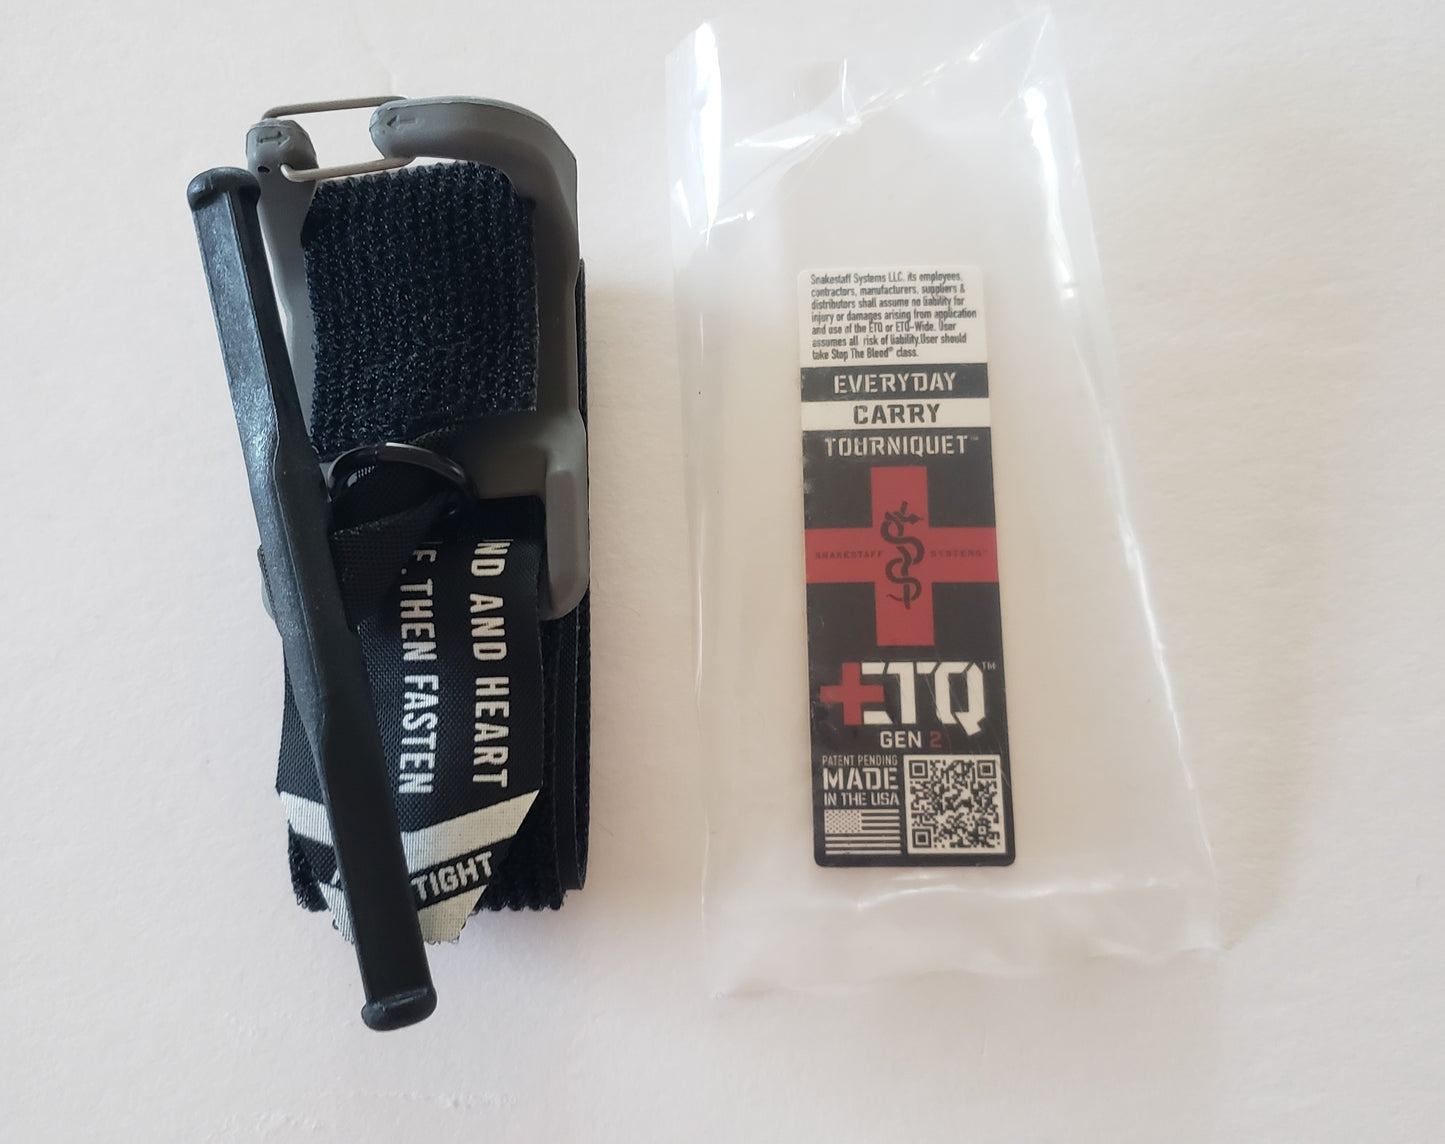 ND AND HEART
E, THEN FASTEN
TIGHT
Snakestaff Systems LLC. its employees,
contractors, manufacturers, suppliers &
distributors shall assume no liability for
injury or damages arising from application
and use of the ETQ or ETQ-Wide. User
assumes all risk of liability.User should
take Stop The Bleed® class.
EVERYDAY
CARRY
TOURNIQUET™
SNAKESTAFF SYSTEMS™
ETQ™
GEN 2
PATENT PENDING
MADE
IN THE USA